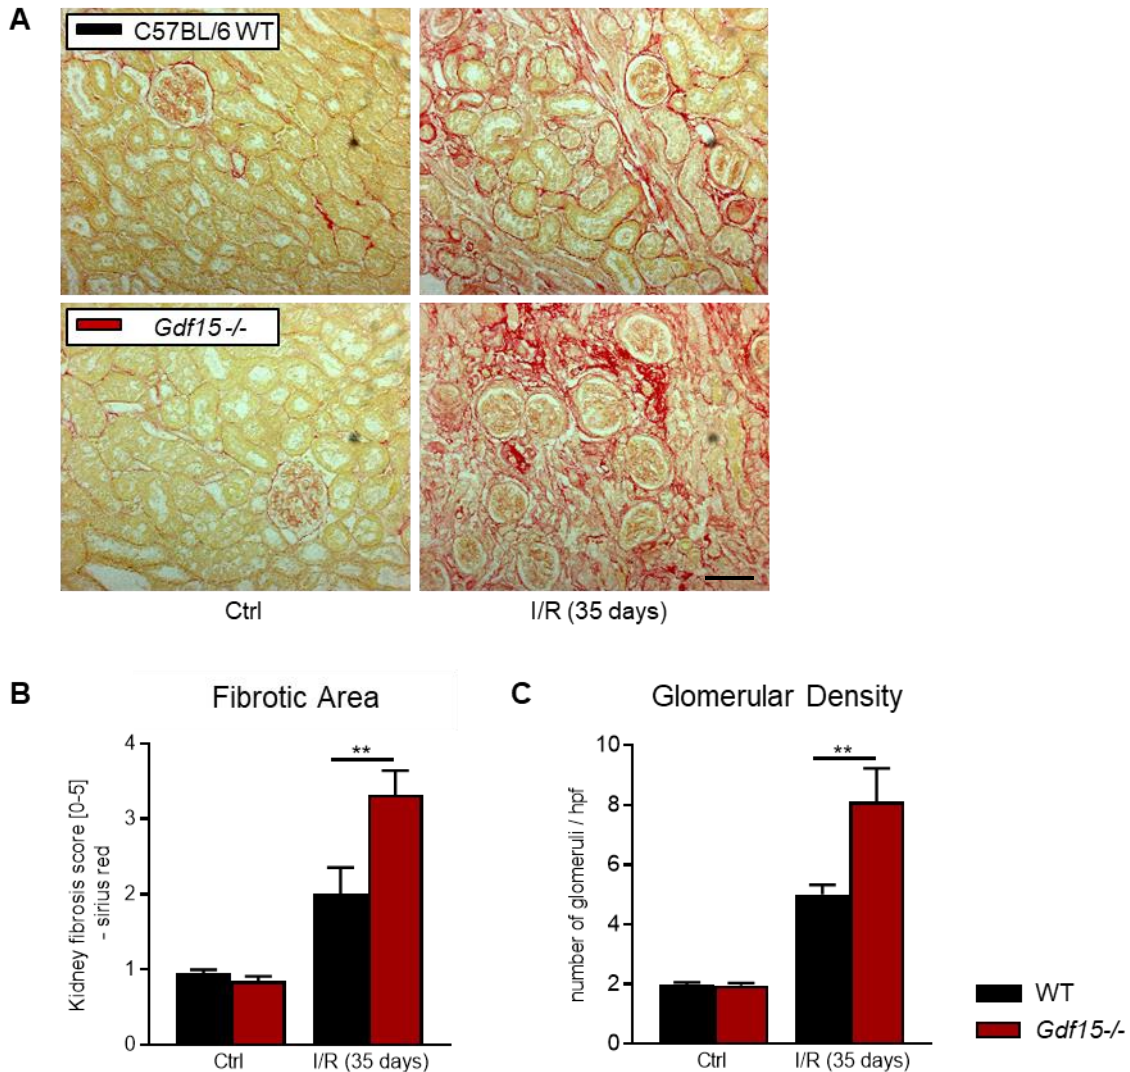 A
C57BL/6 WT
Gdf15 -/-
Ctrl
I/R (35 days)
B
Fibrotic Area
Kidney fibrosis score [0-5]
- sirius red
4
3
2
1
0
**
Ctrl
I/R (35 days)
C
Glomerular Density
number of glomeruli / hpf
10
8
6
4
2
0
**
Ctrl
I/R (35 days)
WT
Gdf15-/-